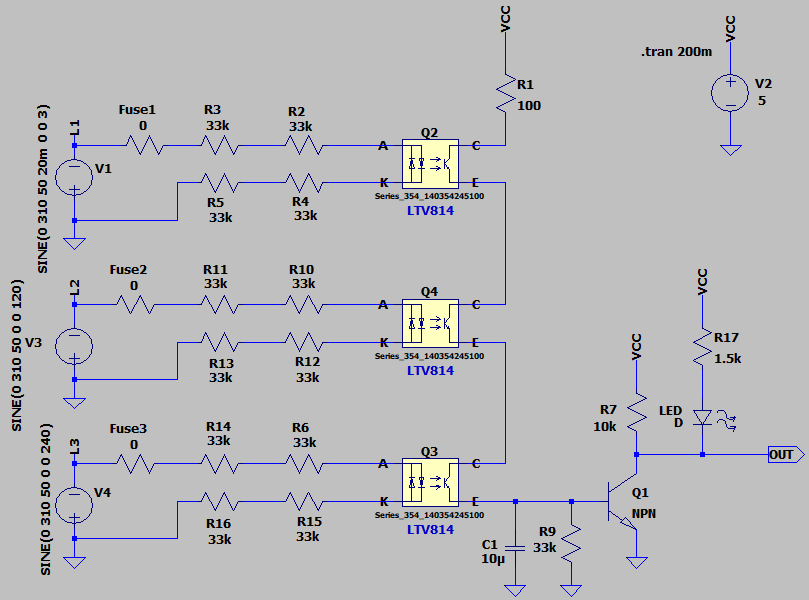 VCC
R1
100
.tran 200m
VCC
V2
5
SINE(0 310 50 20m 0 0 3)
L1
V1
Fuse1
0
R3
33k
R2
33k
R5
33k
R4
33k
Q2
A
K
C
E
Series_354_140354245100
LTV814
SINE(0 310 50 0 0 120)
L2
V3
Fuse2
0
R11
33k
R10
33k
R13
33k
R12
33k
Q4
A
K
C
E
Series_354_140354245100
LTV814
SINE(0 310 50 0 0 240)
L3
V4
Fuse3
0
R14
33k
R6
33k
R16
33k
R15
33k
Q3
A
K
C
E
Series_354_140354245100
LTV814
C1
10µ
R9
33k
VCC
R7
10k
VCC
R17
1.5k
LED
D
OUT
Q1
NPN